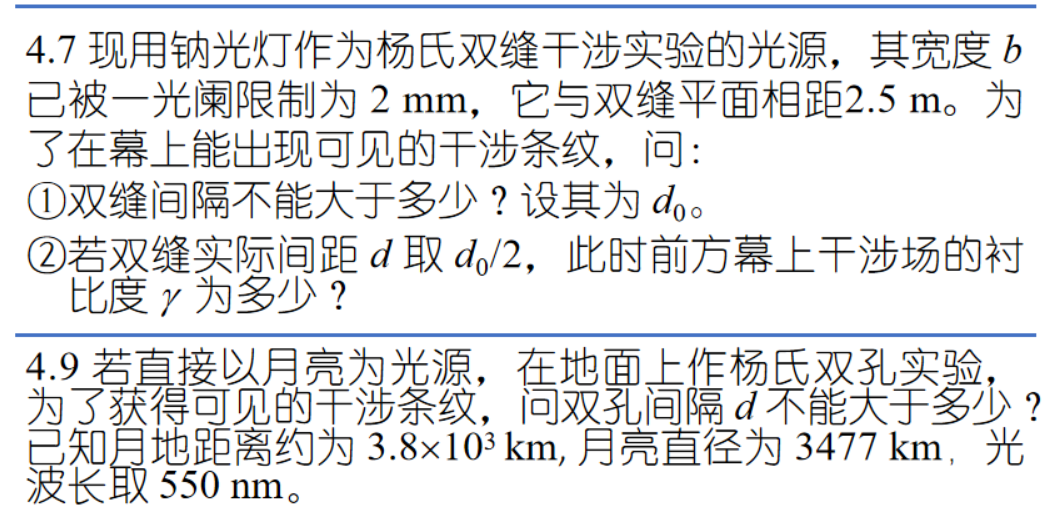 4.7 现用钠光灯作为杨氏双缝干涉实验的光源，其宽度 b
已被一光阑限制为 2 mm，它与双缝平面相距2.5 m。为
了在幕上能出现可见的干涉条纹，问：
①双缝间隔不能大于多少？设其为 d₀。
②若双缝实际间距 d 取 d₀/2，此时前方幕上干涉场的衬
比度 γ 为多少？
4.9 若直接以月亮为光源，在地面上作杨氏双孔实验，
为了获得可见的干涉条纹，问双孔间隔 d 不能大于多少？
已知月地距离约为 3.8×10³ km, 月亮直径为 3477 km，光
波长取 550 nm。